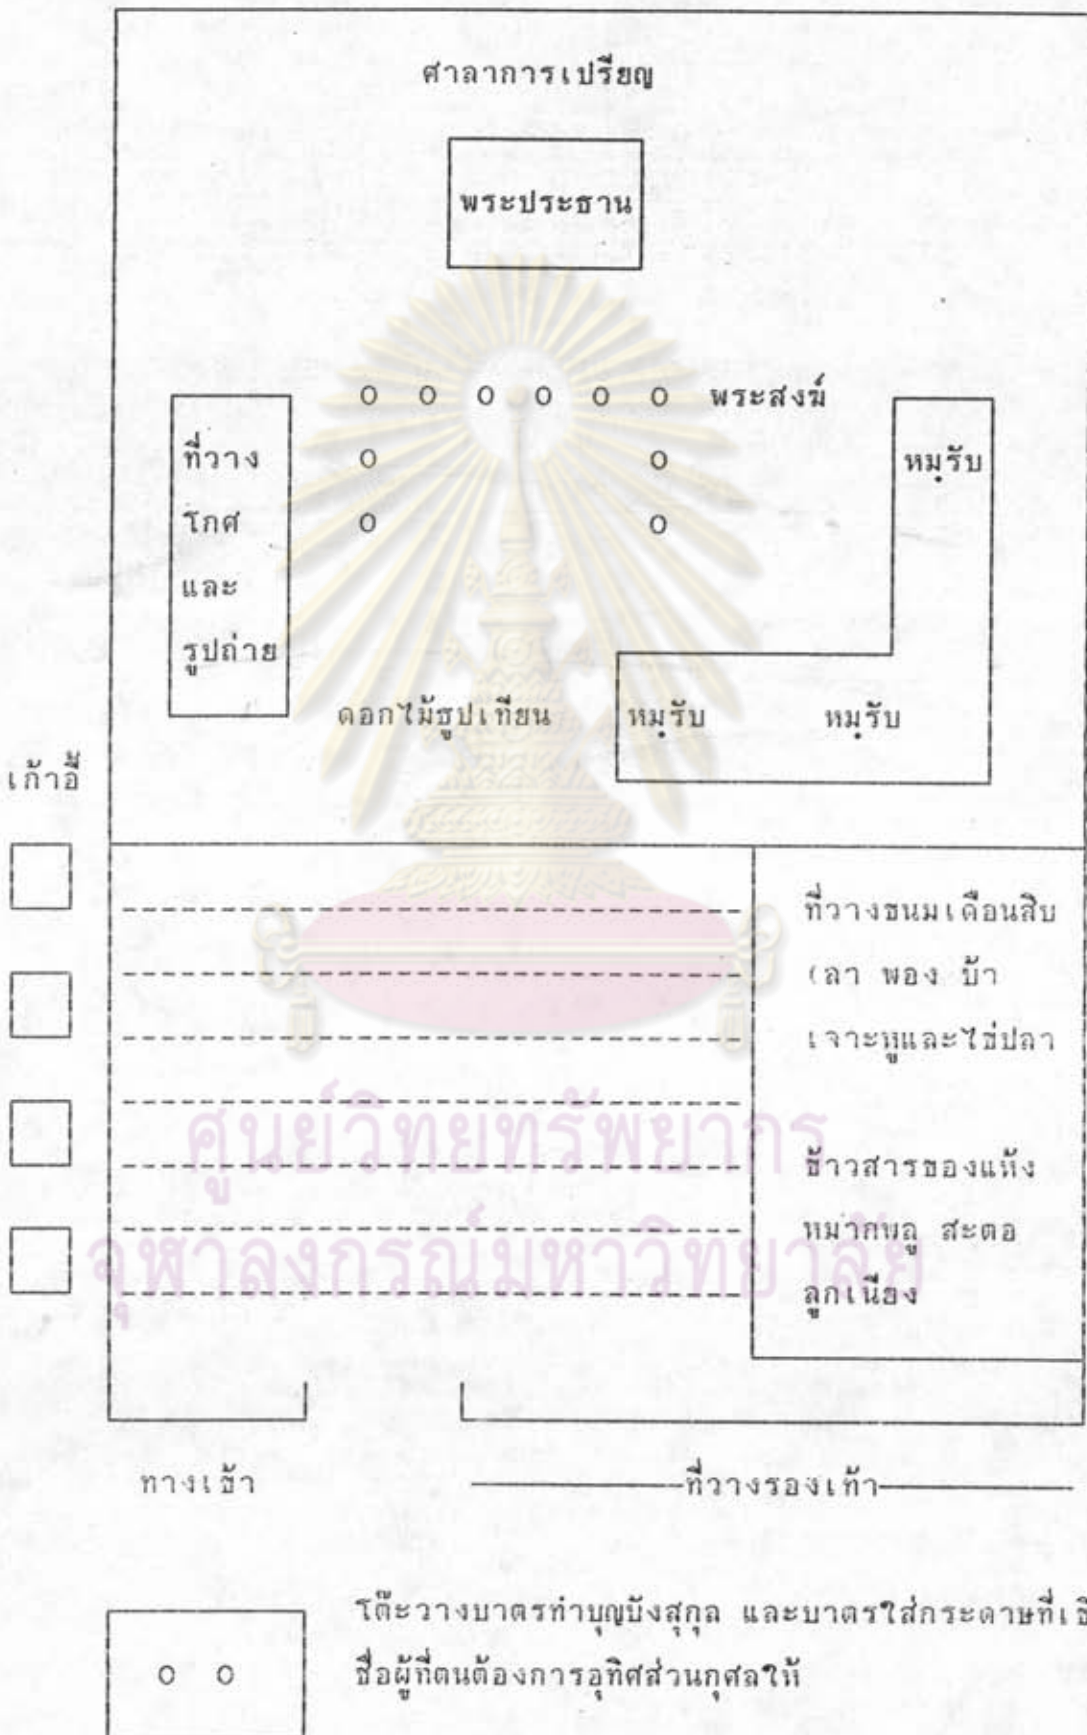 ศาลาการเปรียญ
พระประธาน
O O O O O O พระสงฆ์
ที่วาง O O หมฺรับ
โกศ O O
และ
รูปถ่าย
ดอกไม้ธูปเทียน หมฺรับ หมฺรับ
เก้าอี้
ที่วางขนมเดือนสิบ
(ลา พอง บ้า
เจาะหูและไข่ปลา
ข้าวสารของแห้ง
หมากพลู สะตอ
ลูกเนียง
ศูนย์วิทยทรัพยากร
จุฬาลงกรณ์มหาวิทยาลัย
ทางเข้า ที่วางรองเท้า
โต๊ะวางบาตรทำบุญบังสุกุล และบาตรใส่กระดาษที่
O O ชื่อผู้ที่ตนต้องการอุทิศส่วนกุศลให้